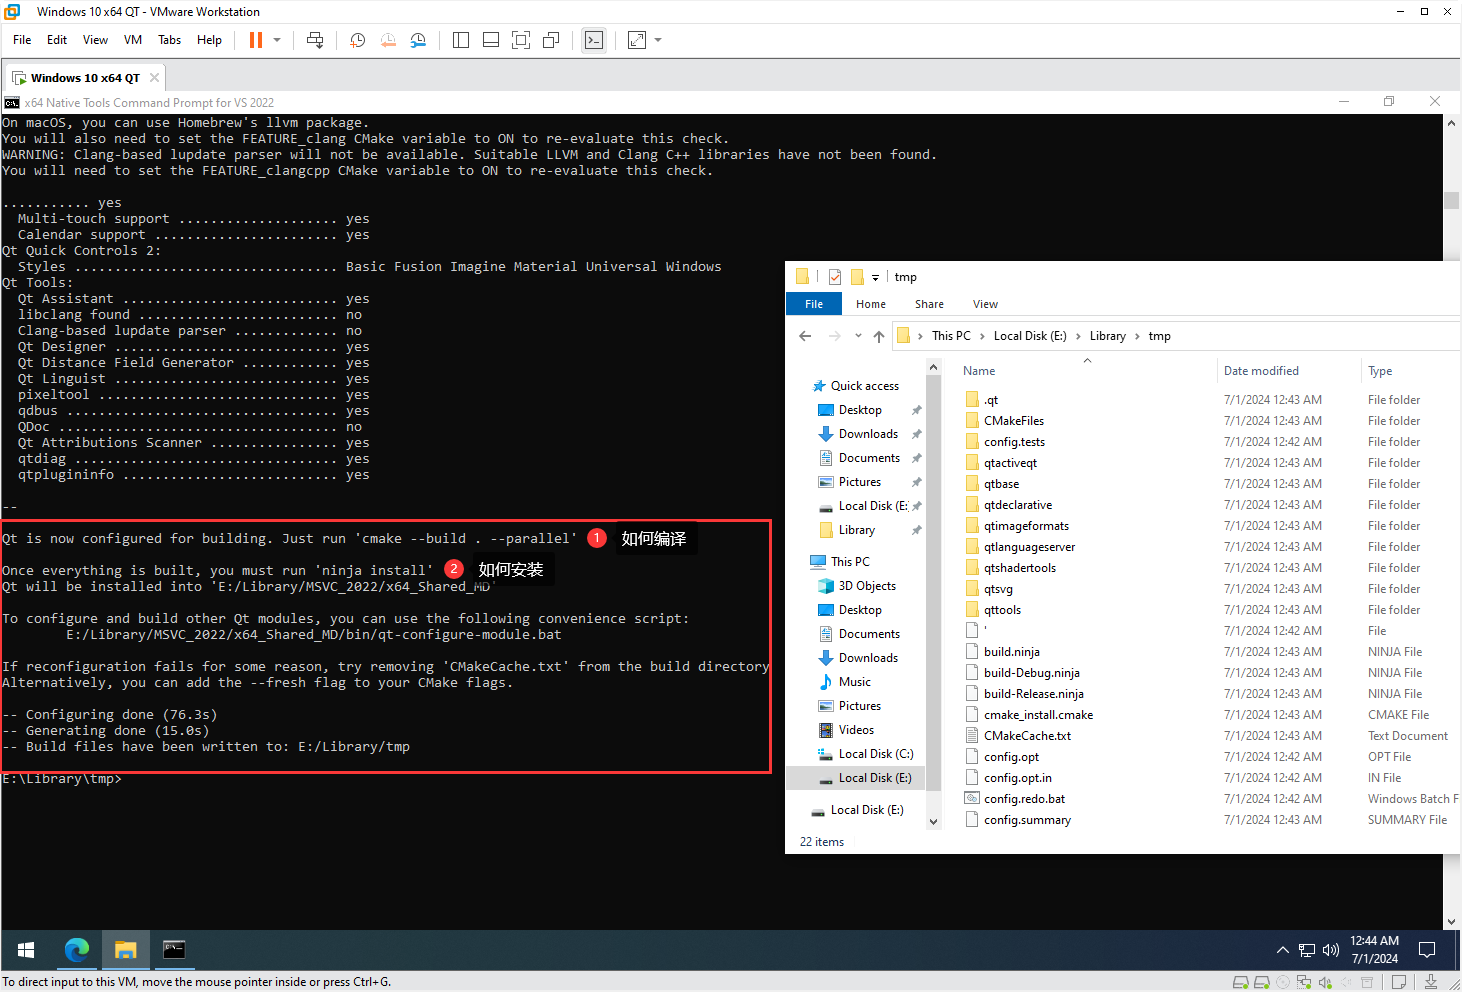 Windows 10 x64 QT - VMware Workstation
File Edit View VM Tabs Help
Windows 10 x64 QT
x64 Native Tools Command Prompt for VS 2022
On macOS, you can use Homebrew's llvm package.
You will also need to set the FEATURE_clang CMake variable to ON to re-evaluate this check.
WARNING: Clang-based lupdate parser will not be available. Suitable LLVM and Clang C++ libraries have not been found.
You will need to set the FEATURE_clangcpp CMake variable to ON to re-evaluate this check.
........... yes
Multi-touch support .................... yes
Calendar support ....................... yes
Qt Quick Controls 2:
Styles ................................. Basic Fusion Imagine Material Universal Windows
Qt Tools:
Qt Assistant ........................... yes
libclang found ......................... no
Clang-based lupdate parser ............. no
Qt Designer ............................ yes
Qt Distance Field Generator ............ yes
Qt Linguist ............................ yes
pixeltool .............................. yes
qdbus .................................. yes
QDoc ................................... no
Qt Attributions Scanner ................ yes
qtdiag ................................. yes
qtplugininfo ........................... yes
--
Qt is now configured for building. Just run 'cmake --build . --parallel' 1 如何编译
Once everything is built, you must run 'ninja install' 2 如何安装
Qt will be installed into 'E:/Library/MSVC_2022/x64_Shared_MD'
To configure and build other Qt modules, you can use the following convenience script:
E:/Library/MSVC_2022/x64_Shared_MD/bin/qt-configure-module.bat
If reconfiguration fails for some reason, try removing 'CMakeCache.txt' from the build directory
Alternatively, you can add the --fresh flag to your CMake flags.
-- Configuring done (76.3s)
-- Generating done (15.0s)
-- Build files have been written to: E:/Library/tmp
E:\Library\tmp>
tmp
File Home Share View
This PC Local Disk (E:) Library tmp
Quick access
Desktop
Downloads
Documents
Pictures
Local Disk (E:
Library
This PC
3D Objects
Desktop
Documents
Downloads
Music
Pictures
Videos
Local Disk (C:)
Local Disk (E:)
Local Disk (E:)
Name Date modified Type
.qt 7/1/2024 12:43 AM File folder
CMakeFiles 7/1/2024 12:43 AM File folder
config.tests 7/1/2024 12:42 AM File folder
qtactiveqt 7/1/2024 12:43 AM File folder
qtbase 7/1/2024 12:43 AM File folder
qtdeclarative 7/1/2024 12:43 AM File folder
qtimageformats 7/1/2024 12:43 AM File folder
qtlanguageserver 7/1/2024 12:43 AM File folder
qtshadertools 7/1/2024 12:43 AM File folder
qtsvg 7/1/2024 12:43 AM File folder
qttools 7/1/2024 12:43 AM File folder
' 7/1/2024 12:42 AM File
build.ninja 7/1/2024 12:43 AM NINJA File
build-Debug.ninja 7/1/2024 12:43 AM NINJA File
build-Release.ninja 7/1/2024 12:43 AM NINJA File
cmake_install.cmake 7/1/2024 12:43 AM CMAKE File
CMakeCache.txt 7/1/2024 12:43 AM Text Document
config.opt 7/1/2024 12:42 AM OPT File
config.opt.in 7/1/2024 12:42 AM IN File
config.redo.bat 7/1/2024 12:42 AM Windows Batch F
config.summary 7/1/2024 12:43 AM SUMMARY File
22 items
12:44 AM
7/1/2024
To direct input to this VM, move the mouse pointer inside or press Ctrl+G.